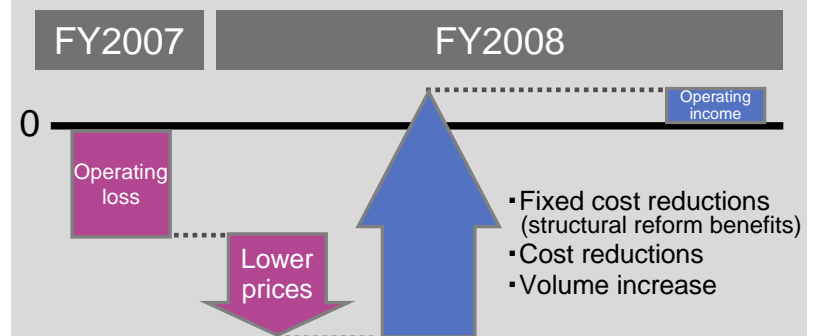 FY2007
FY2008
0
Operating
income
Operating
loss
Lower
prices
・Fixed cost reductions
(structural reform benefits)
・Cost reductions
・Volume increase